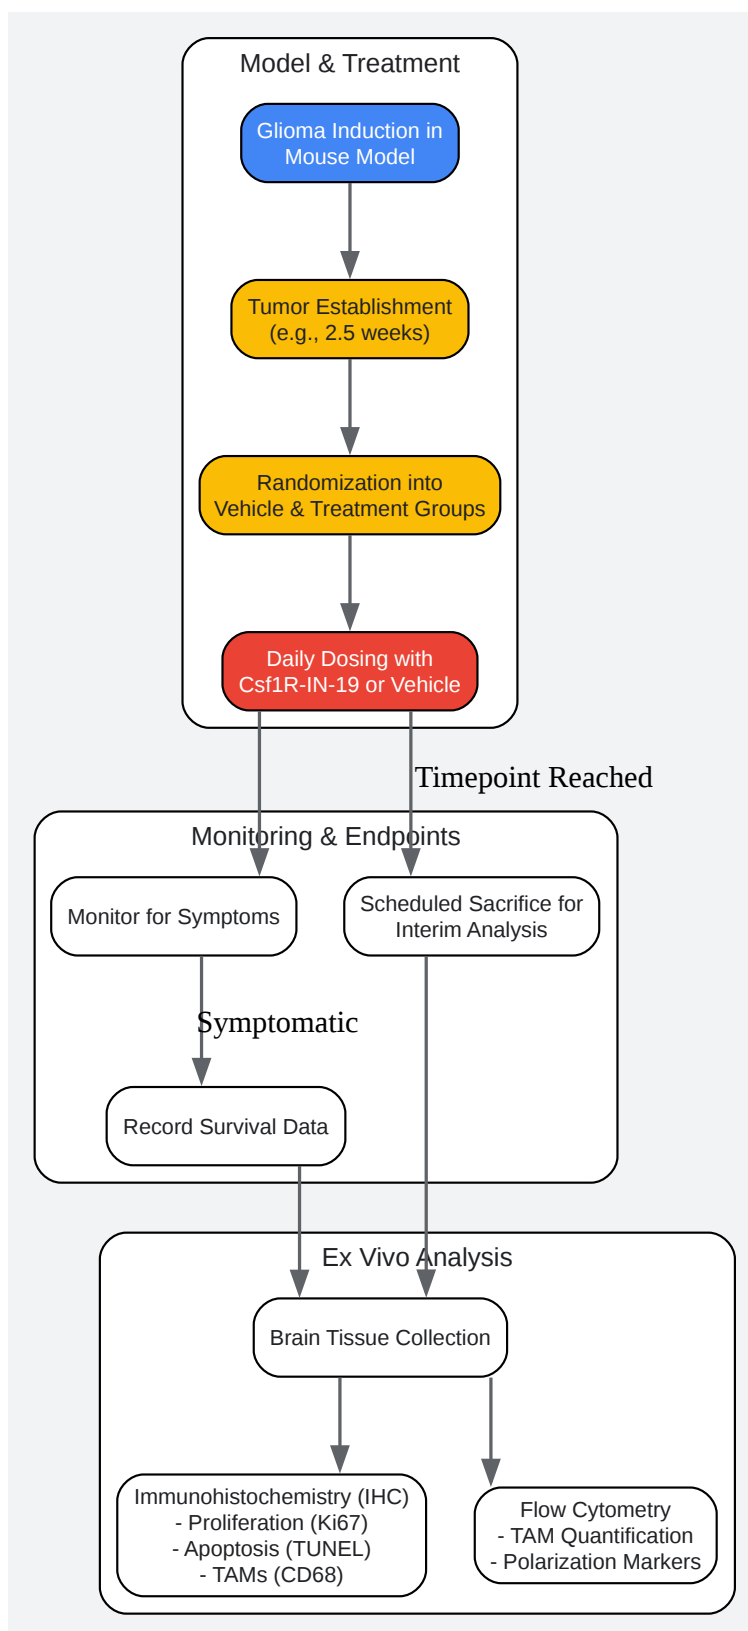 Model & Treatment
Glioma Induction in
Mouse Model
Tumor Establishment
(e.g., 2.5 weeks)
Randomization into
Vehicle & Treatment Groups
Daily Dosing with
Csf1R-IN-19 or Vehicle
Timepoint Reached
Monitoring & Endpoints
Monitor for Symptoms
Scheduled Sacrifice for
Interim Analysis
Symptomatic
Record Survival Data
Ex Vivo Analysis
Brain Tissue Collection
Immunohistochemistry (IHC)
- Proliferation (Ki67)
- Apoptosis (TUNEL)
- TAMs (CD68)
Flow Cytometry
- TAM Quantification
- Polarization Markers